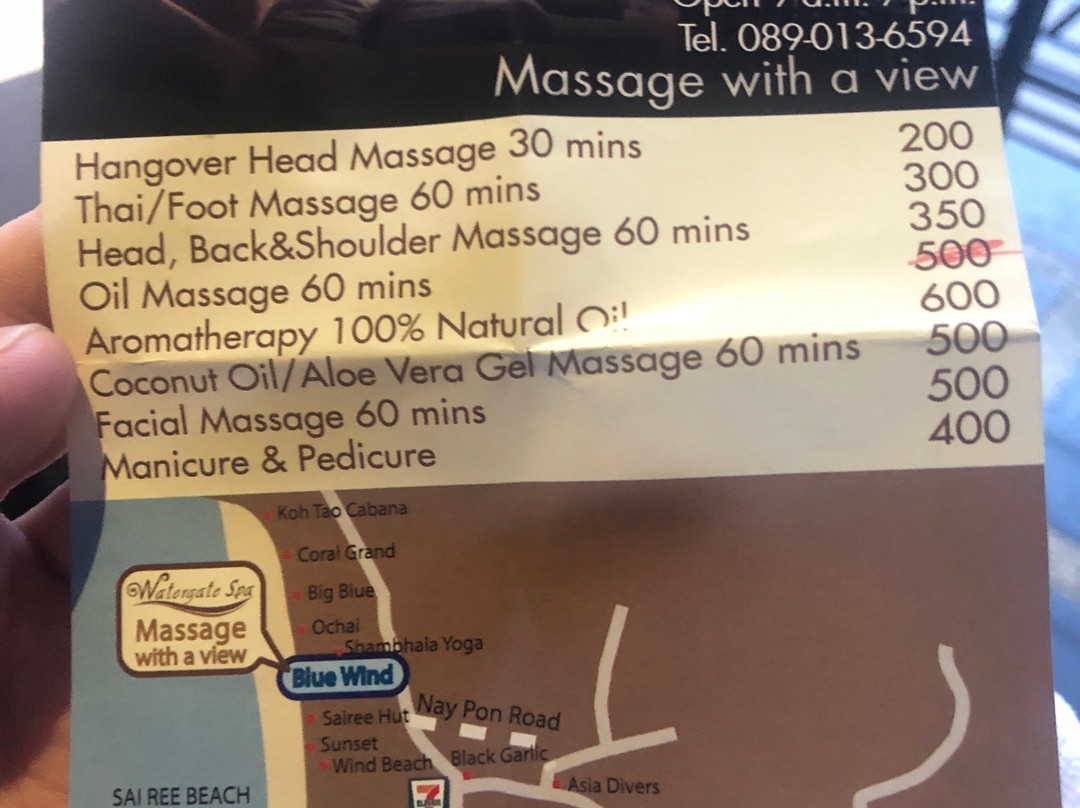 Tel. 089-013-6594
Massage with a view
Hangover Head Massage 30 mins 200
Thai/Foot Massage 60 mins 300
Head, Back&Shoulder Massage 60 mins 350
Oil Massage 60 mins 500
Aromatherapy 100% Natural Oil 600
Coconut Oil/Aloe Vera Gel Massage 60 mins 500
Facial Massage 60 mins 500
Manicure & Pedicure 400
Koh Tao Cabana
Coral Grand
Big Blue
Watergate Spa
Massage
with a view
Ochai
Shambhala Yoga
Blue Wind
Sairee Hut
Nay Pon Road
Sunset
Wind Beach
Black Garlic
Asia Divers
SAI REE BEACH
7
ELEVEN